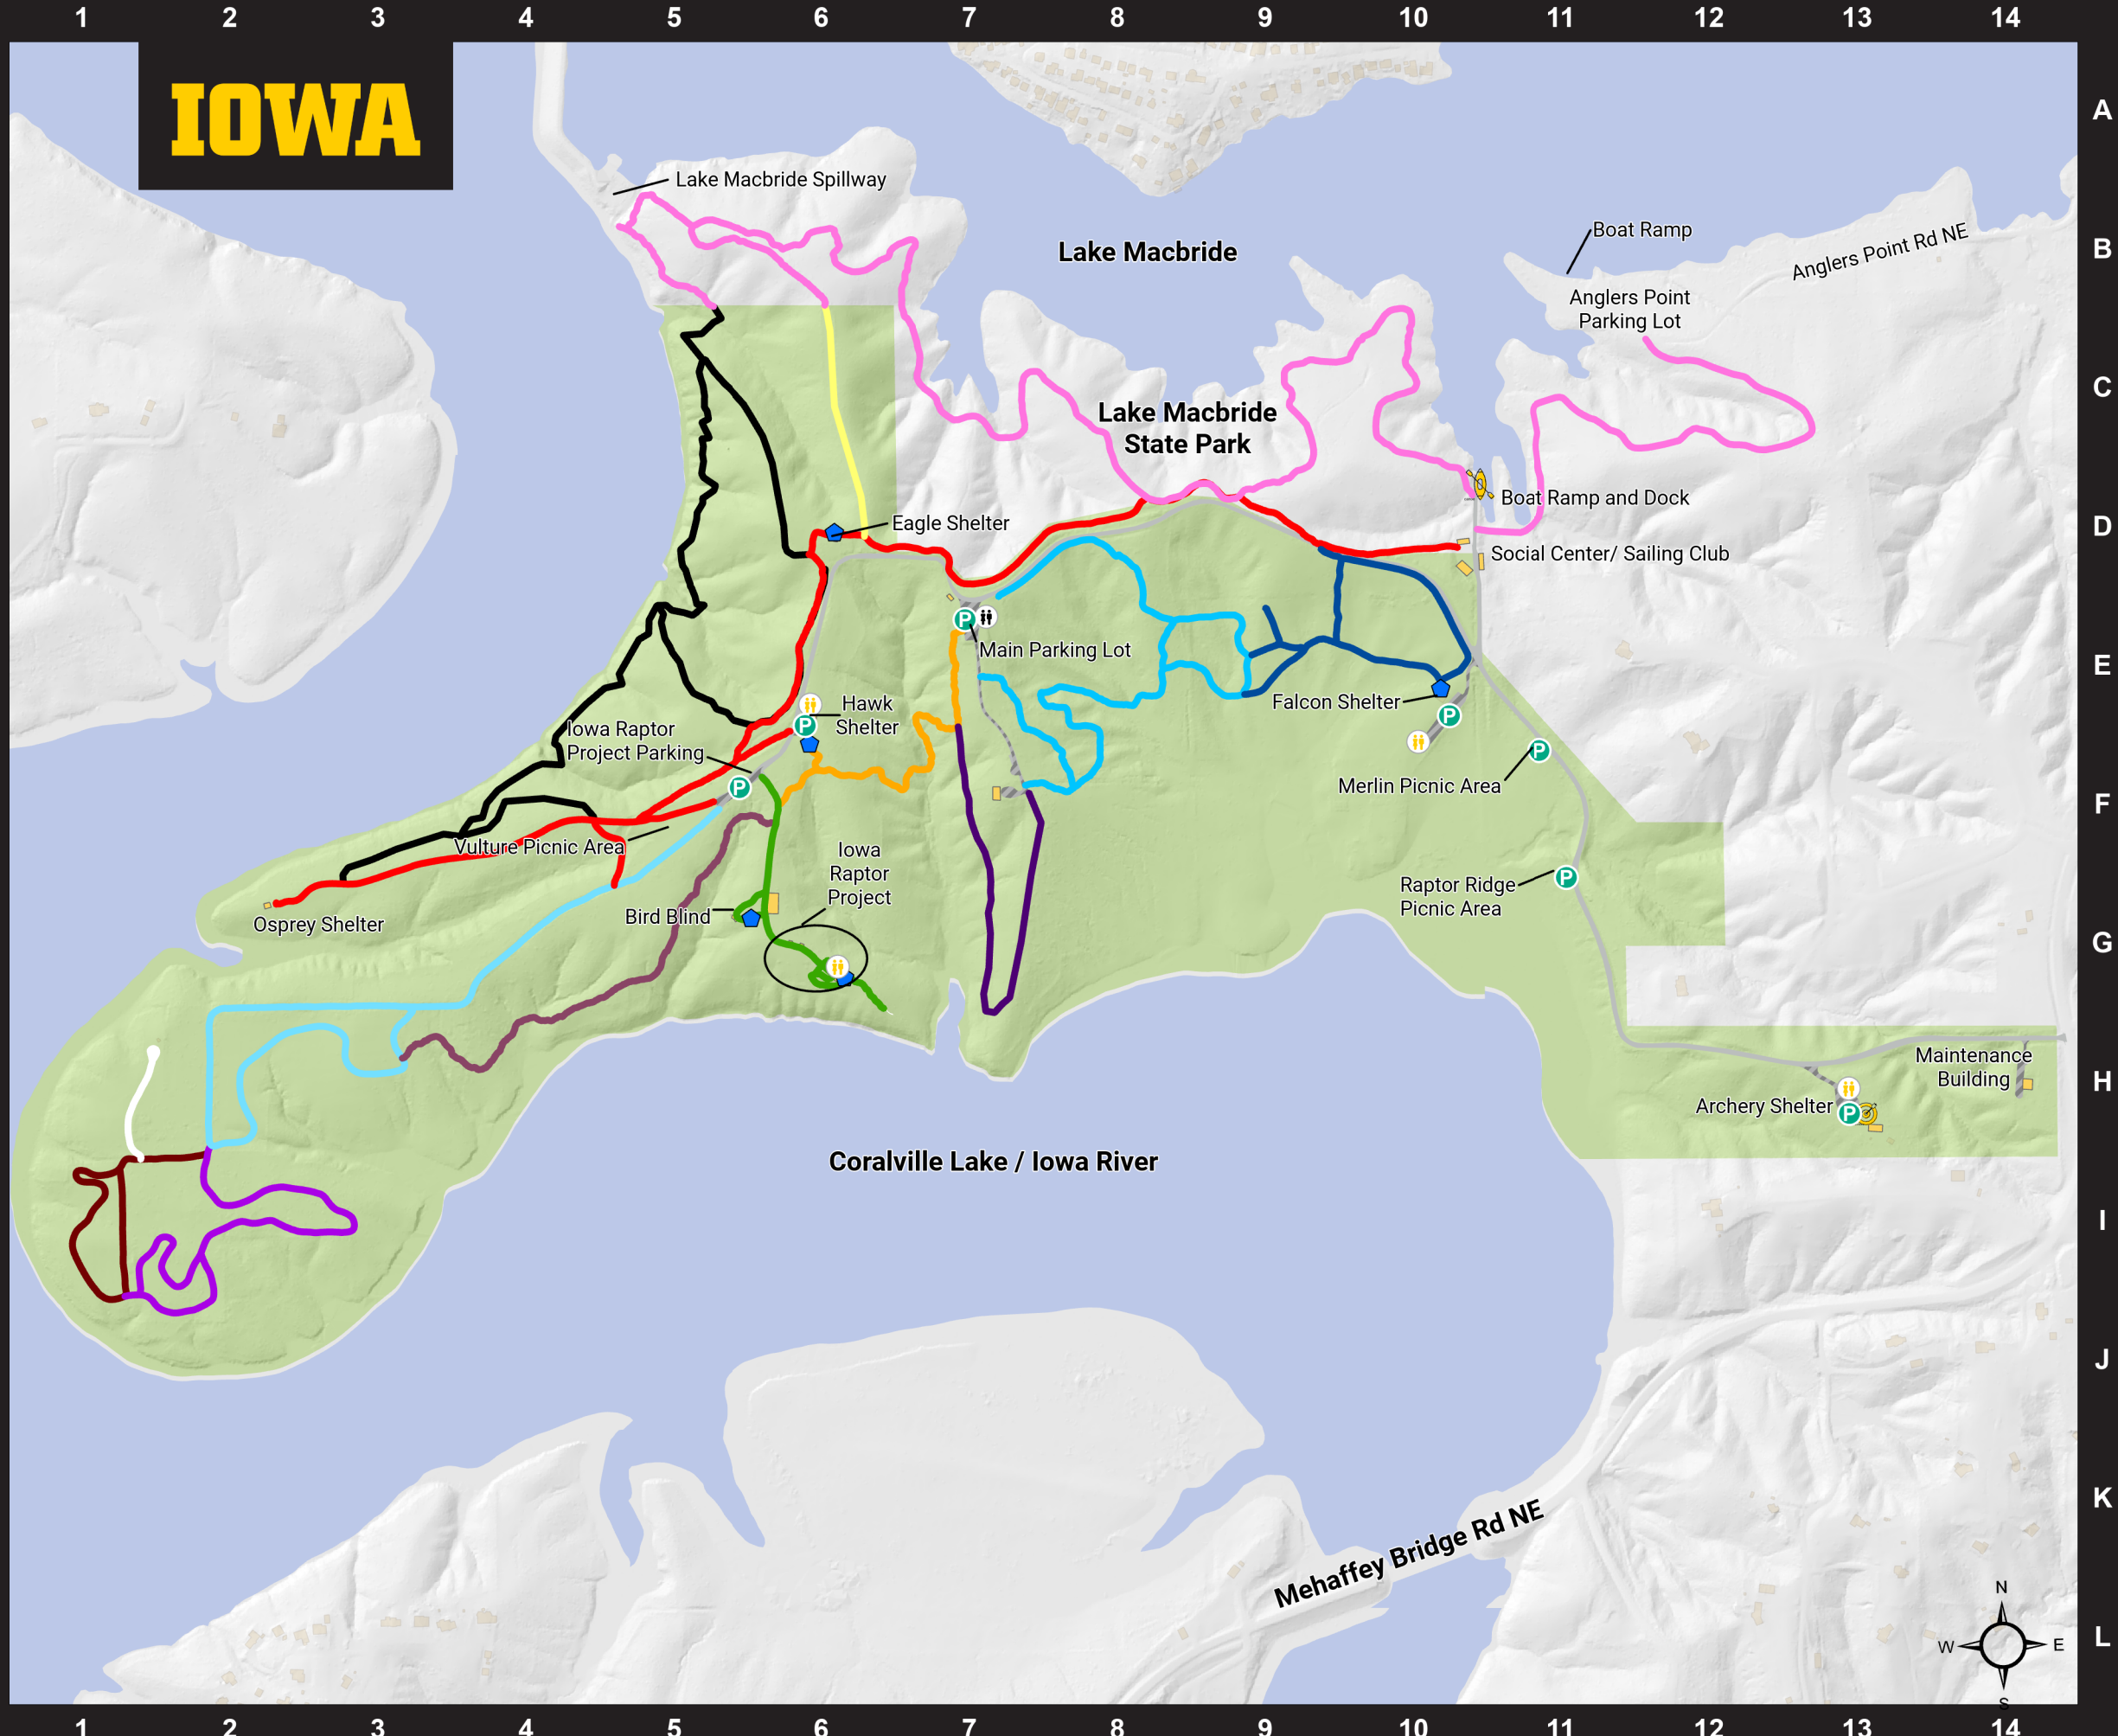 1 2 3 4 5 6 7 8 9 10 11 12 13 14
IOWA
A
Lake Macbride Spillway
Boat Ramp
Anglers Point Rd NE
Lake Macbride
B
Anglers Point
Parking Lot
C
Lake Macbride
State Park
Boat Ramp and Dock
Eagle Shelter
D
Social Center/ Sailing Club
P
Main Parking Lot
E
Hawk
Shelter
P
Falcon Shelter
P
Iowa Raptor
Project Parking
P
P
Merlin Picnic Area
F
Vulture Picnic Area
Iowa
Raptor
Project
Raptor Ridge
Picnic Area
P
Bird Blind
Osprey Shelter
G
Maintenance
Building
H
Archery Shelter
P
Coralville Lake / Iowa River
I
J
K
Mehaffey Bridge Rd NE
N
W
E
S
L
1 2 3 4 5 6 7 8 9 10 11 12 13 14